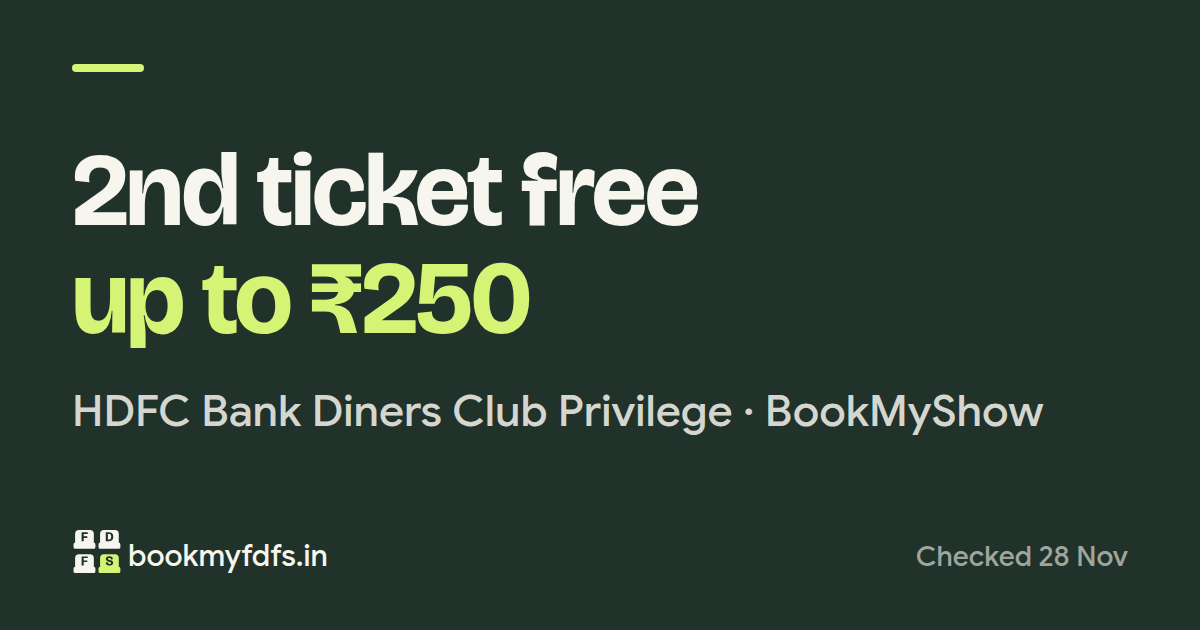 2nd ticket free
up to ₹250
HDFC Bank Diners Club Privilege · BookMyShow
F D
F S
bookmyfdfs.in
Checked 28 Nov